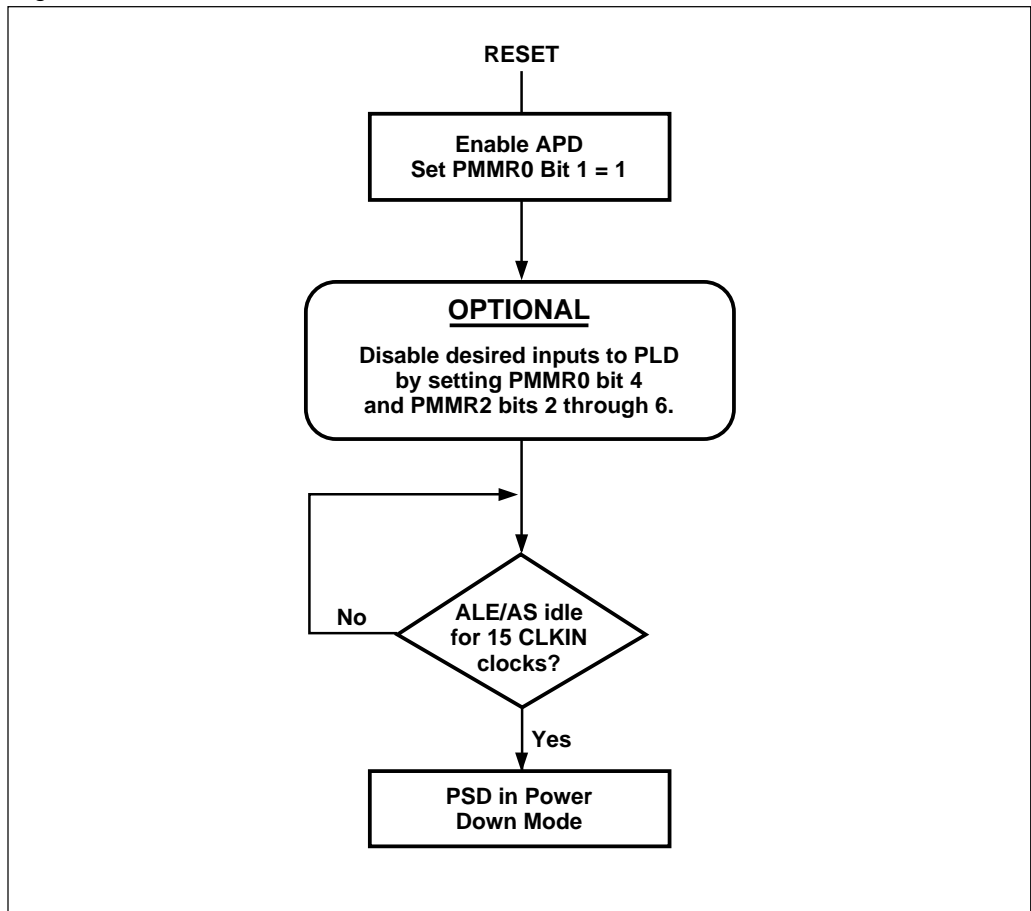 RESET
Enable APD
Set PMMR0 Bit 1 = 1
OPTIONAL
Disable desired inputs to PLD
by setting PMMR0 bit 4
and PMMR2 bits 2 through 6.
No
ALE/AS idle
for 15 CLKIN
clocks?
Yes
PSD in Power
Down Mode